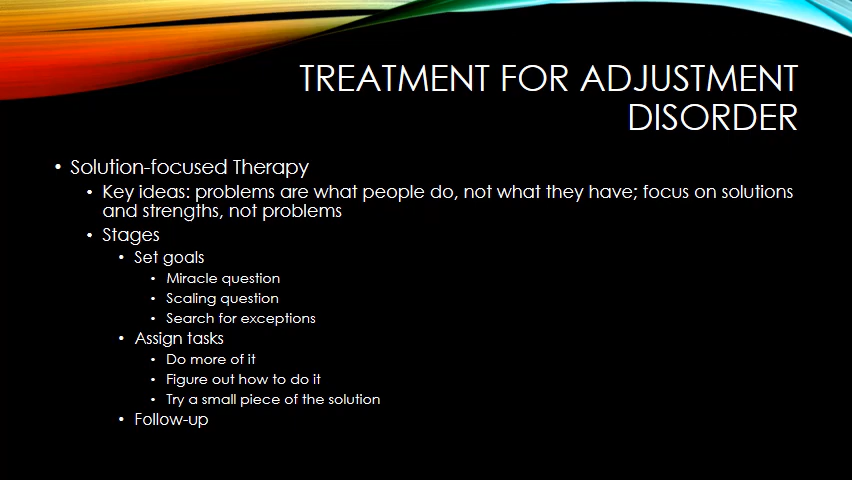 TREATMENT FOR ADJUSTMENT
DISORDER
• Solution-focused Therapy
• Key ideas: problems are what people do, not what they have; focus on solutions
and strengths, not problems
• Stages
• Set goals
• Miracle question
• Scaling question
• Search for exceptions
• Assign tasks
• Do more of it
• Figure out how to do it
• Try a small piece of the solution
• Follow-up